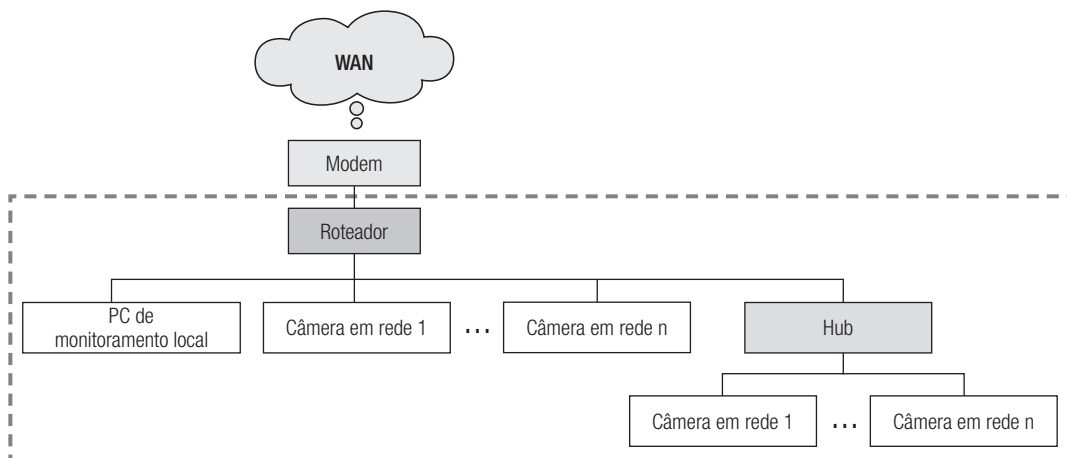 WAN
Modem
Roteador
PC de
monitoramento local
Câmera em rede 1
...
Câmera em rede n
Hub
Câmera em rede 1
...
Câmera em rede n